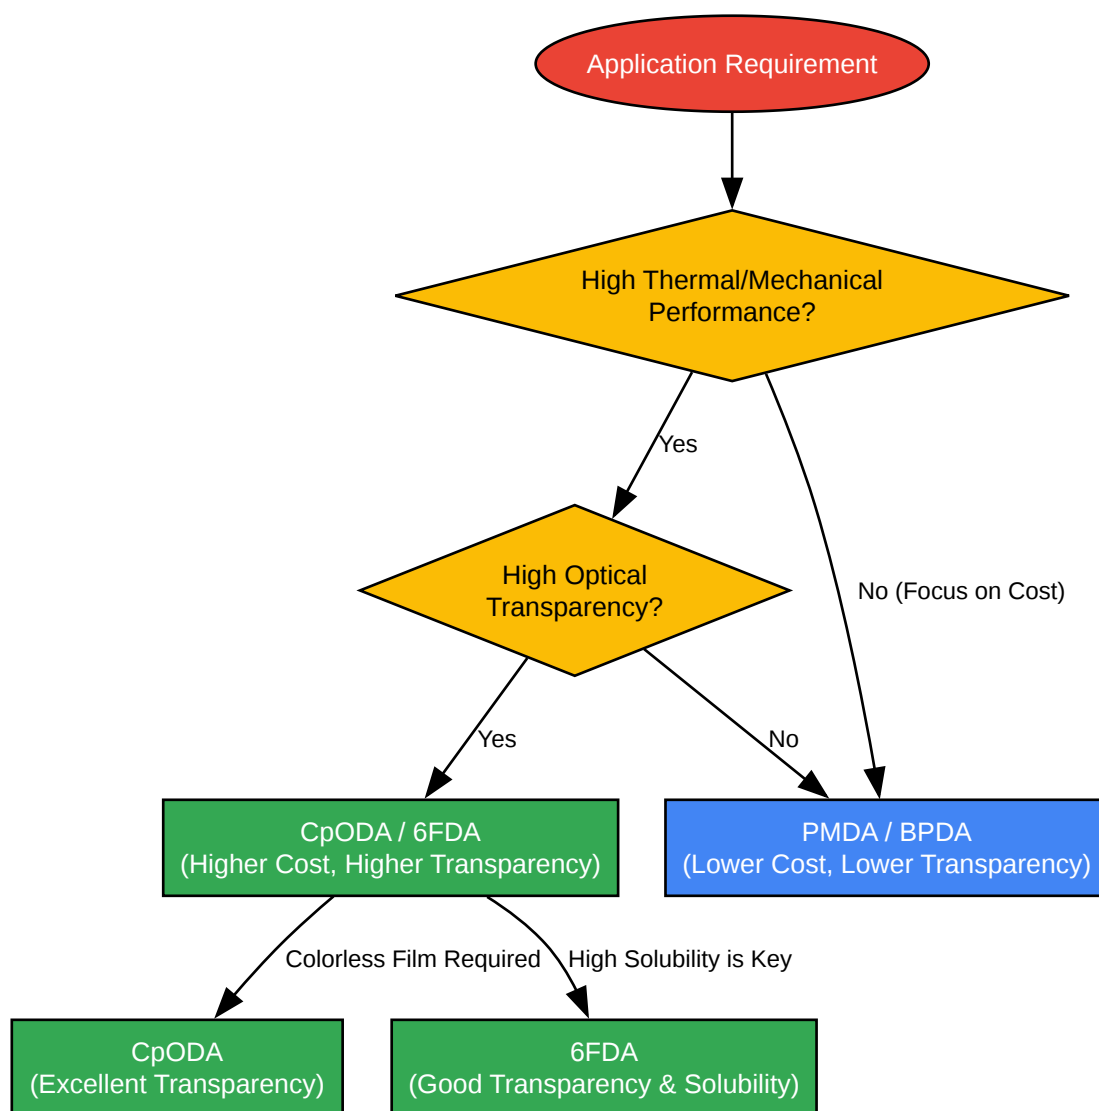 Application Requirement
High Thermal/Mechanical
Performance?
Yes
High Optical
Transparency?
No (Focus on Cost)
Yes
No
CpODA / 6FDA
(Higher Cost, Higher Transparency)
PMDA / BPDA
(Lower Cost, Lower Transparency)
Colorless Film Required
High Solubility is Key
CpODA
(Excellent Transparency)
6FDA
(Good Transparency & Solubility)